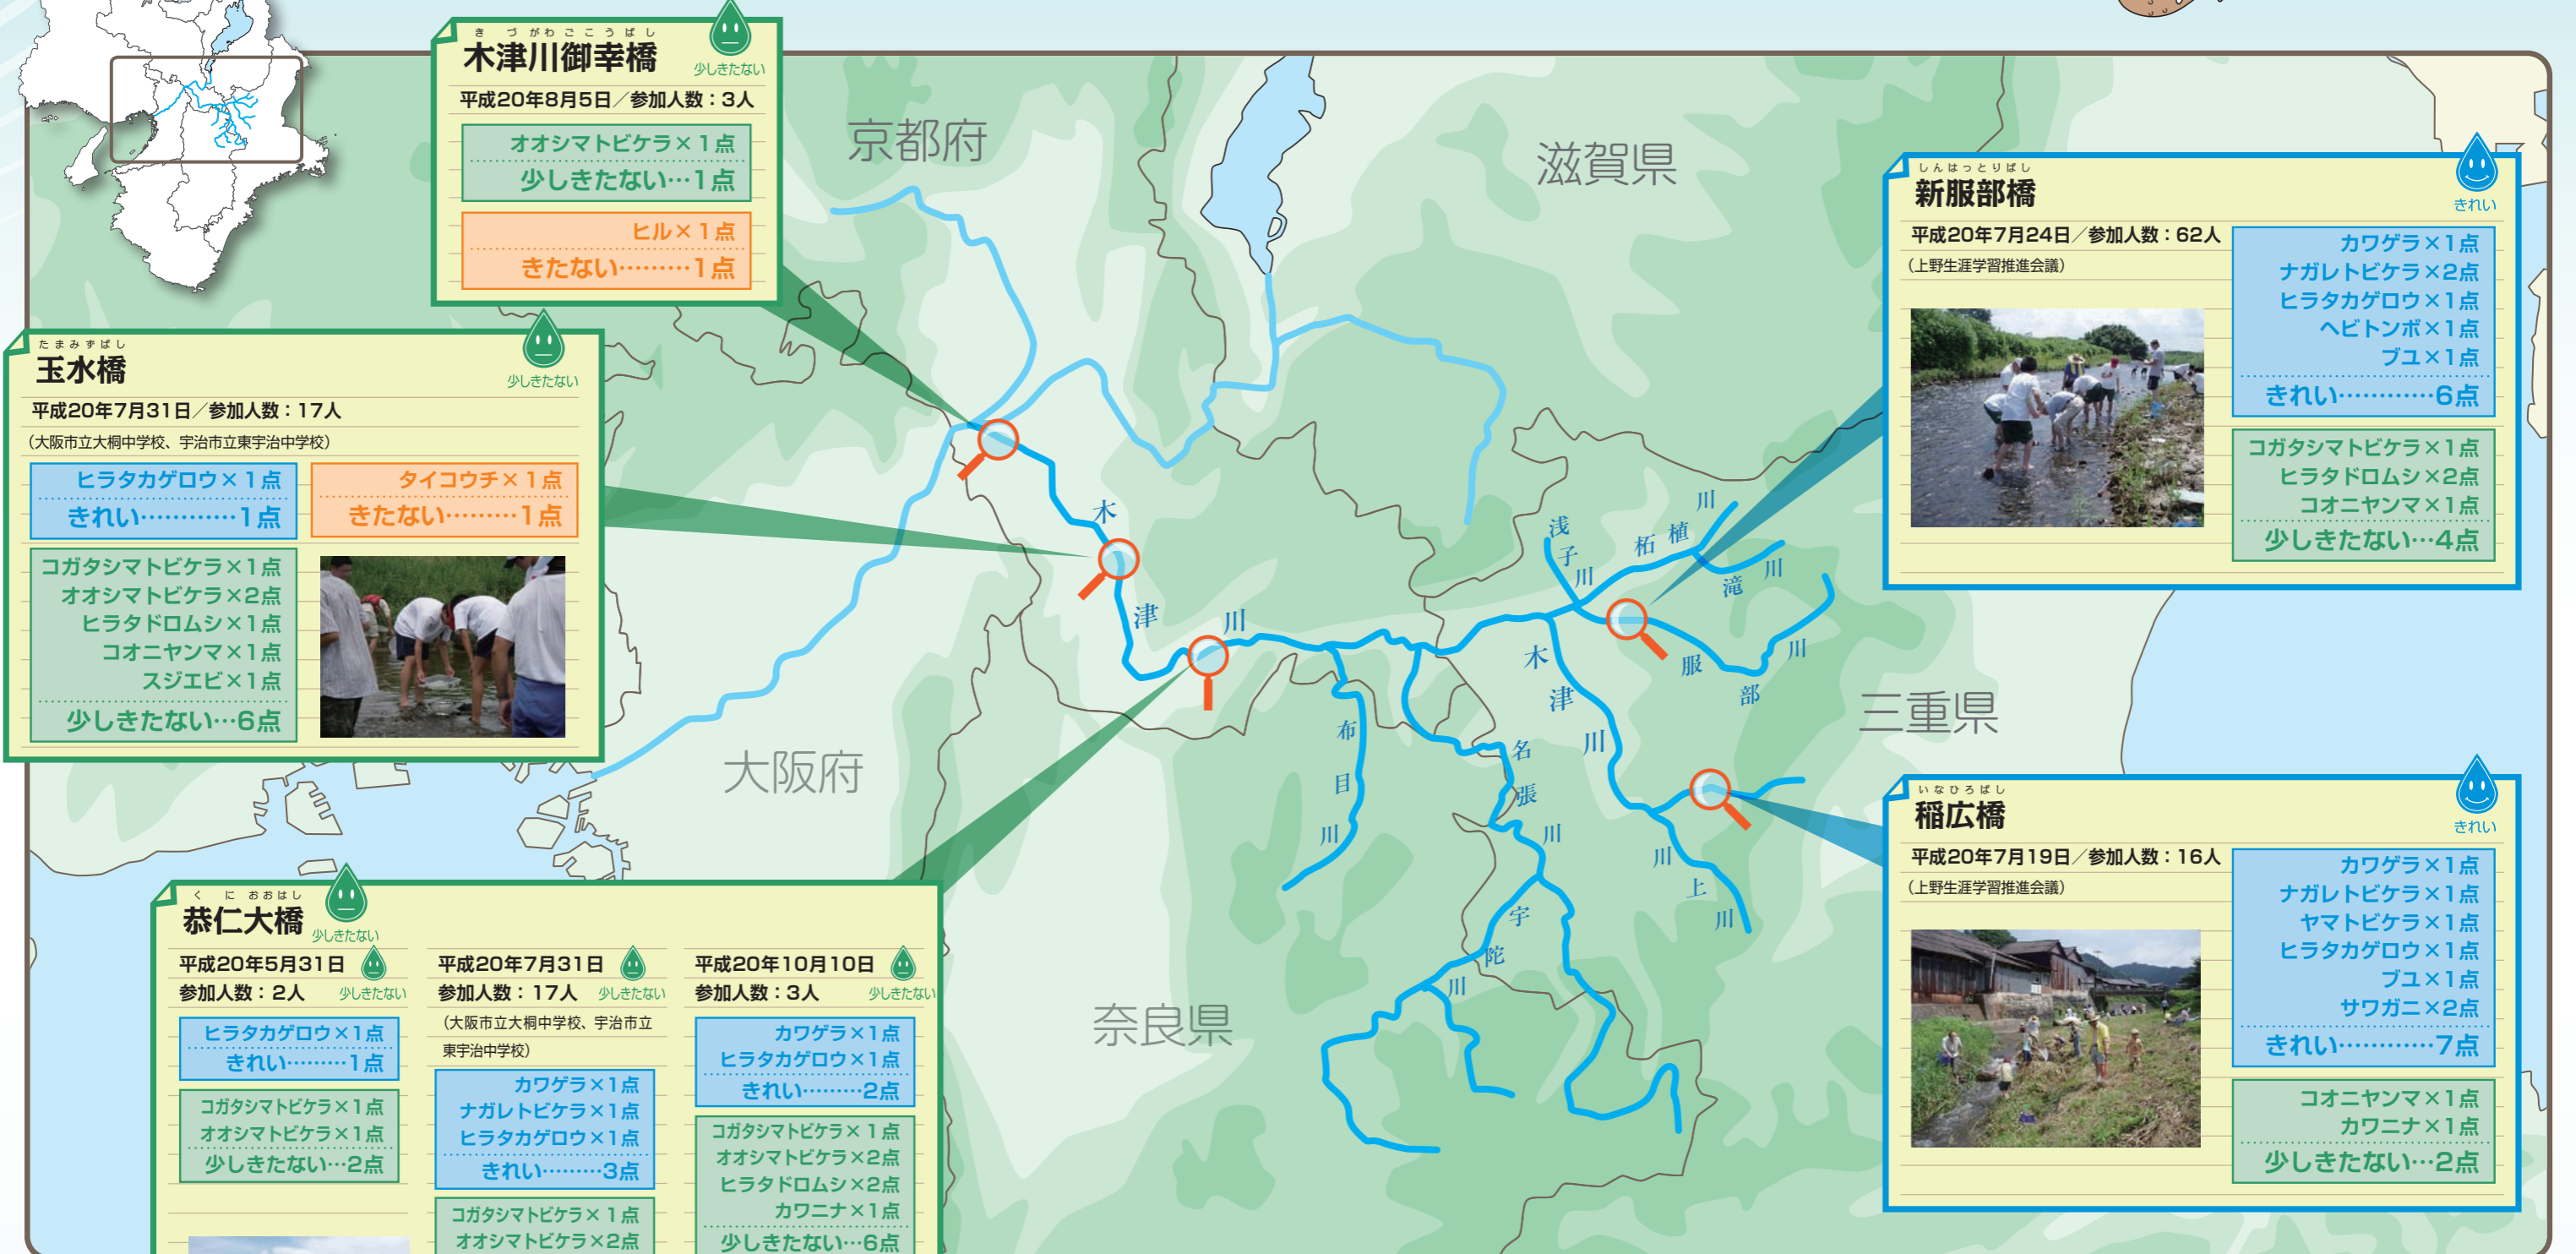 きづがわごこうばし
木津川御幸橋
少しきたない
平成20年8月5日／参加人数：3人
オオシマトビケラ×1点
少しきたない…1点
ヒル×1点
きたない………1点
たまみずばし
玉水橋
少しきたない
平成20年7月31日／参加人数：17人
（大阪市立大桐中学校、宇治市立東宇治中学校）
ヒラタカゲロウ×1点
きれい…………1点
タイコウチ×1点
きたない………1点
コガタシマトビケラ×1点
オオシマトビケラ×2点
ヒラタドロムシ×1点
コオニヤンマ×1点
スジエビ×1点
少しきたない…6点
くにおおはし
恭仁大橋
少しきたない
平成20年5月31日
参加人数：2人
少しきたない
ヒラタカゲロウ×1点
きれい………1点
コガタシマトビケラ×1点
オオシマトビケラ×1点
少しきたない…2点
平成20年7月31日
参加人数：17人
少しきたない
（大阪市立大桐中学校、宇治市立
東宇治中学校）
カワゲラ×1点
ナガレトビケラ×1点
ヒラタカゲロウ×1点
きれい………3点
コガタシマトビケラ×1点
オオシマトビケラ×2点
平成20年10月10日
参加人数：3人
少しきたない
カワゲラ×1点
ヒラタカゲロウ×1点
きれい………2点
コガタシマトビケラ×1点
オオシマトビケラ×2点
ヒラタドロムシ×2点
カワニナ×1点
少しきたない…6点
京都府
滋賀県
大阪府
奈良県
三重県
木津川
浅子川
柘植川
滝川
服部川
木津川
布目川
名張川
宇陀川
川上川
しんはっとりばし
新服部橋
きれい
平成20年7月24日／参加人数：62人
（上野生涯学習推進会議）
カワゲラ×1点
ナガレトビケラ×2点
ヒラタカゲロウ×1点
ヘビトンボ×1点
ブユ×1点
きれい…………6点
コガタシマトビケラ×1点
ヒラタドロムシ×2点
コオニヤンマ×1点
少しきたない…4点
いなひろばし
稲広橋
きれい
平成20年7月19日／参加人数：16人
（上野生涯学習推進会議）
カワゲラ×1点
ナガレトビケラ×1点
ヤマトビケラ×1点
ヒラタカゲロウ×1点
ブユ×1点
サワガニ×2点
きれい…………7点
コオニヤンマ×1点
カワニナ×1点
少しきたない…2点